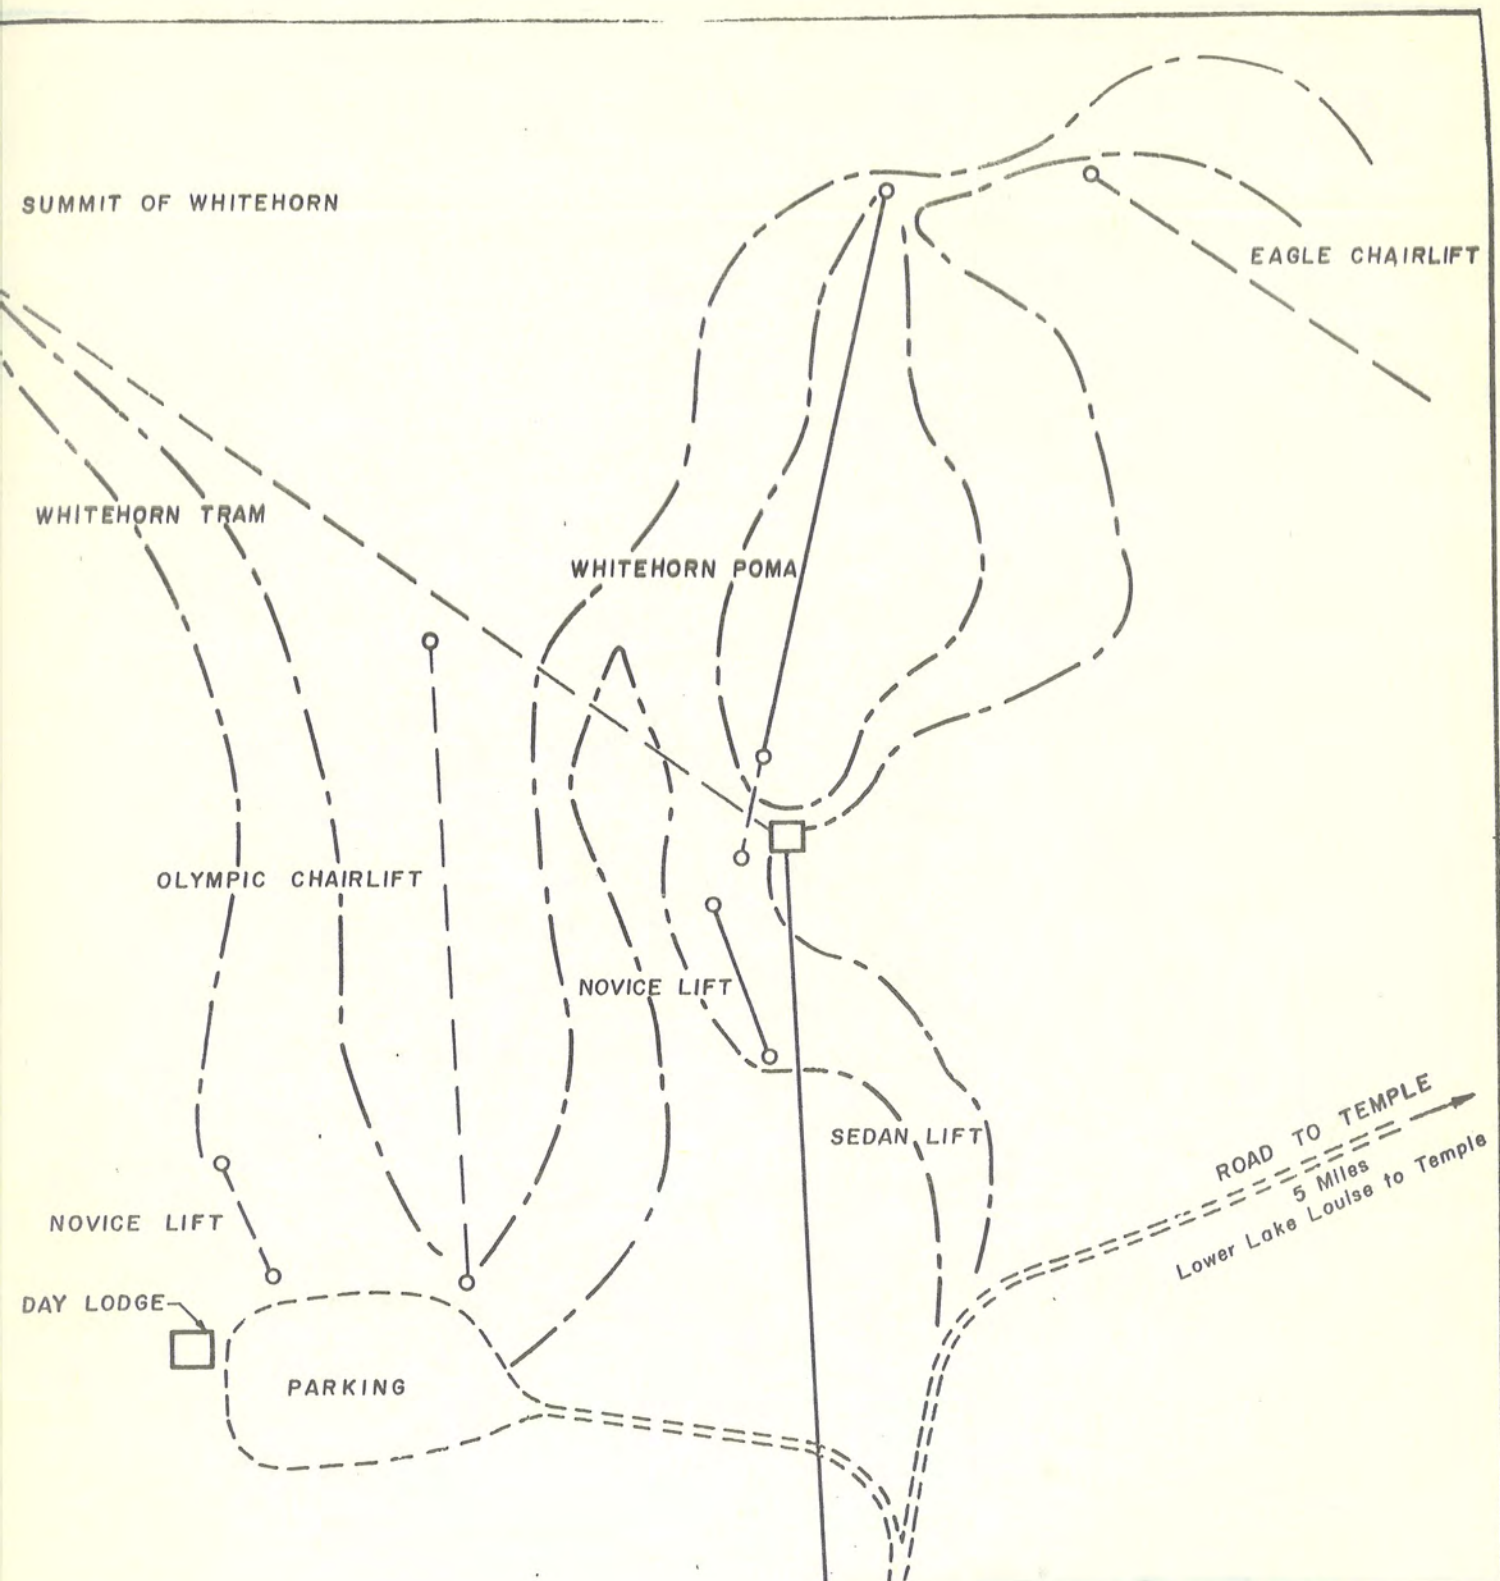 SUMMIT OF WHITEHORN
EAGLE CHAIRLIFT
WHITEHORN TRAM
WHITEHORN POMA
OLYMPIC CHAIRLIFT
NOVICE LIFT
SEDAN LIFT
ROAD TO TEMPLE
5 Miles
Lower Lake Louise to Temple
NOVICE LIFT
DAY LODGE
PARKING